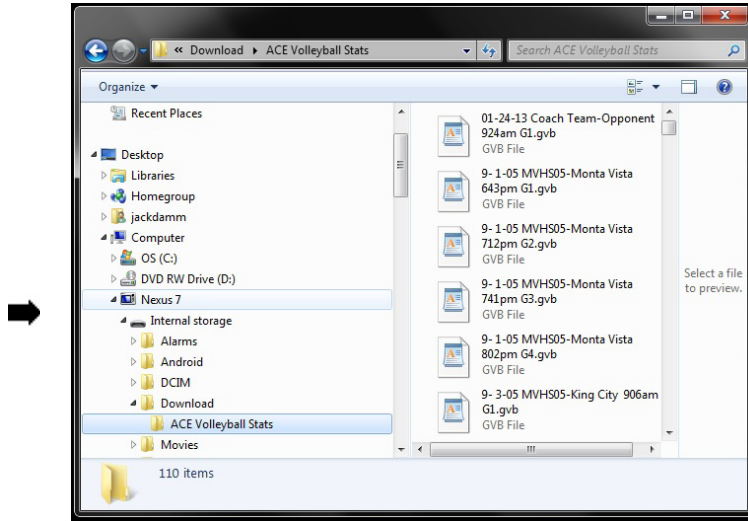 « Download ▸ ACE Volleyball Stats
Search ACE Volleyball Stats
Organize ▾
Recent Places
Desktop
Libraries
Homegroup
jackdamm
Computer
OS (C:)
DVD RW Drive (D:)
Nexus 7
Internal storage
Alarms
Android
DCIM
Download
ACE Volleyball Stats
Movies
01-24-13 Coach Team-Opponent
924am G1.gvb
GVB File
9- 1-05 MVHS05-Monta Vista
643pm G1.gvb
GVB File
9- 1-05 MVHS05-Monta Vista
712pm G2.gvb
GVB File
9- 1-05 MVHS05-Monta Vista
741pm G3.gvb
GVB File
9- 1-05 MVHS05-Monta Vista
802pm G4.gvb
GVB File
9- 3-05 MVHS05-King City 906am
G1.gvb
GVB File
Select a file
to preview.
110 items